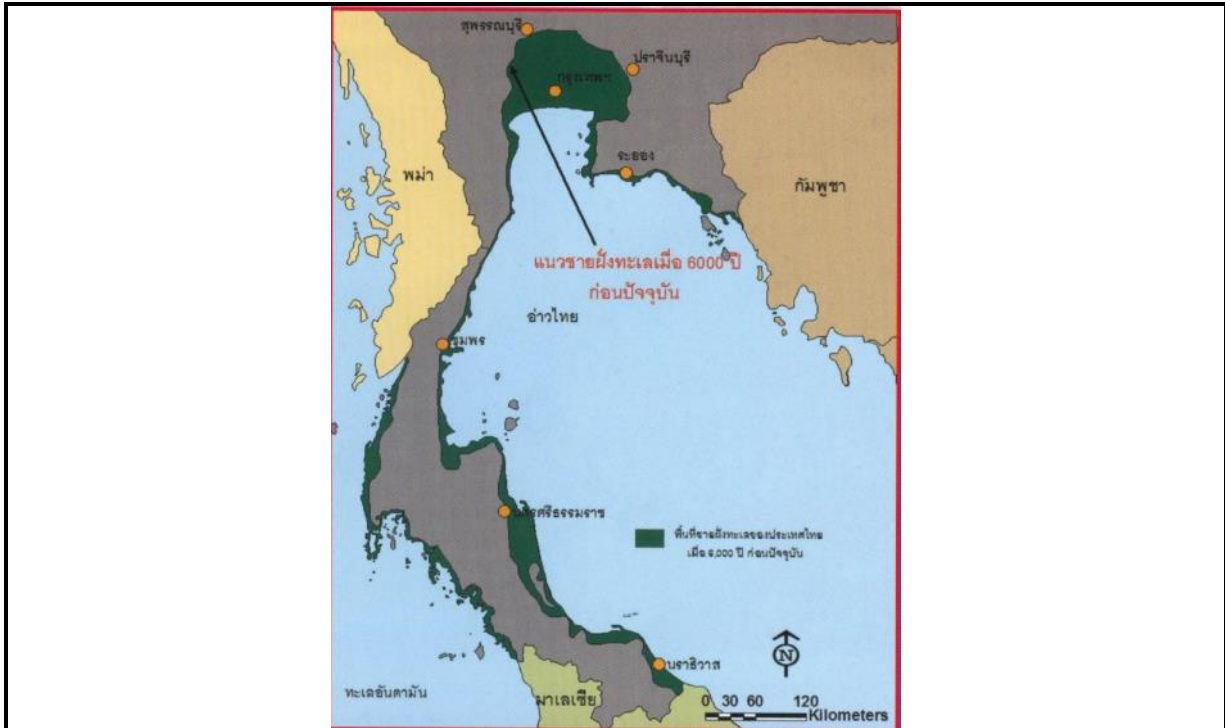 สุพรรณบุรี
ปราจีนบุรี
กรุงเทพฯ
ระยอง
พม่า
กัมพูชา
แนวชายฝั่งทะเลเมื่อ 6000 ปี
ก่อนปัจจุบัน
อ่าวไทย
ชุมพร
นครศรีธรรมราช
พื้นที่ชายฝั่งทะเลของประเทศไทย
เมื่อ 6,000 ปี ก่อนปัจจุบัน
N
นราธิวาส
ทะเลอันดามัน
มาเลเซีย
0 30 60 120
Kilometers